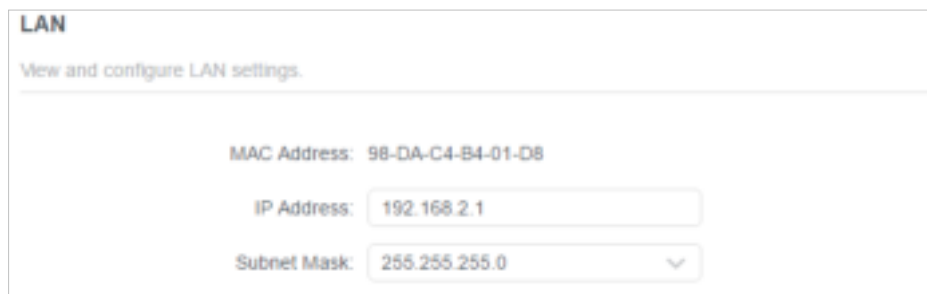 LAN
View and configure LAN settings.
MAC Address: 98-DA-C4-B4-01-D8
IP Address: 192.168.2.1
Subnet Mask: 255.255.255.0